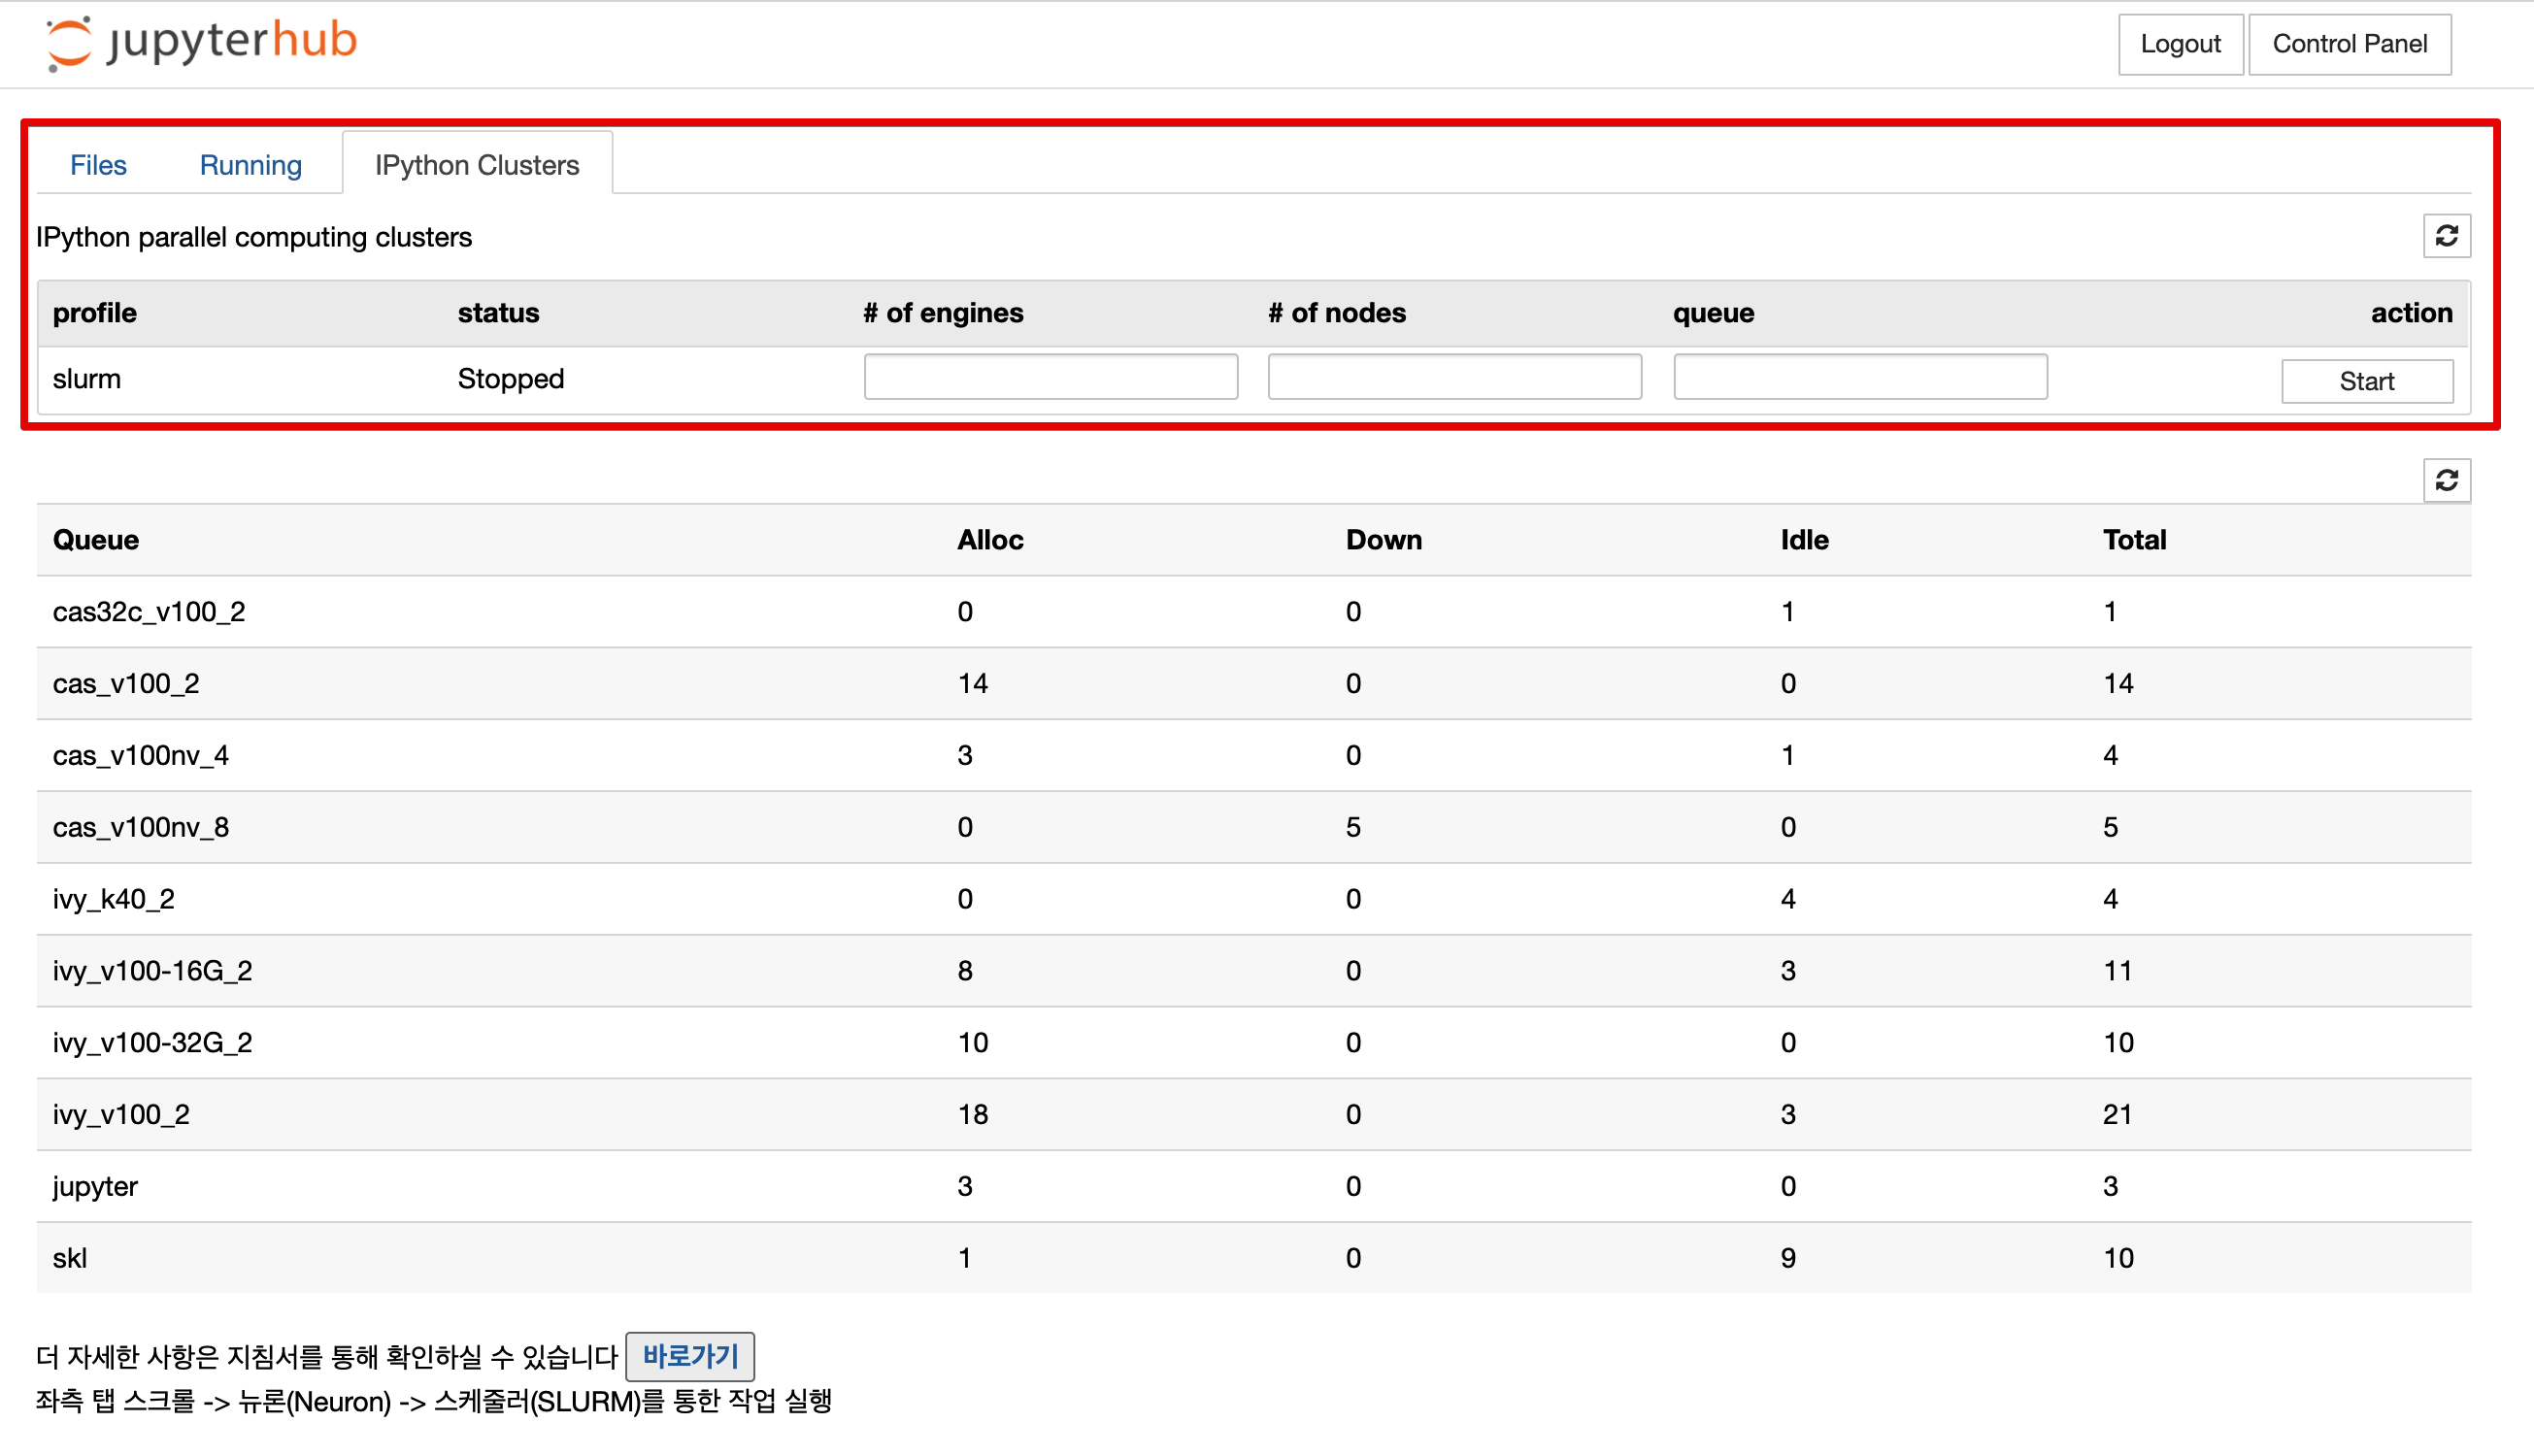 jupyterhub Logout Control Panel
Files Running IPython Clusters
IPython parallel computing clusters
profile status # of engines # of nodes queue action
slurm Stopped Start
Queue Alloc Down Idle Total
cas32c_v100_2 0 0 1 1
cas_v100_2 14 0 0 14
cas_v100nv_4 3 0 1 4
cas_v100nv_8 0 5 0 5
ivy_k40_2 0 0 4 4
ivy_v100-16G_2 8 0 3 11
ivy_v100-32G_2 10 0 0 10
ivy_v100_2 18 0 3 21
jupyter 3 0 0 3
skl 1 0 9 10
더 자세한 사항은 지침서를 통해 확인하실 수 있습니다 바로가기
좌측 탭 스크롤 -> 뉴론(Neuron) -> 스케줄러(SLURM)를 통한 작업 실행